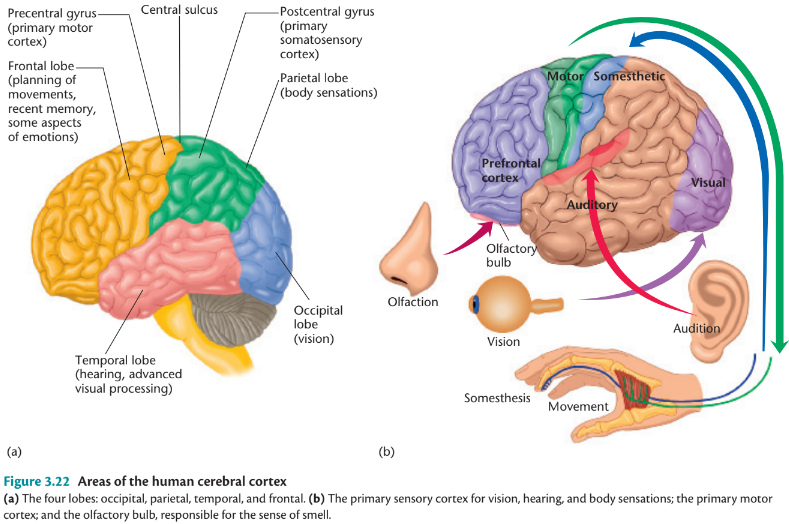 Precentral gyrus
(primary motor
cortex)
Central sulcus
Postcentral gyrus
(primary
somatosensory
cortex)
Frontal lobe
(planning of
movements,
recent memory,
some aspects
of emotions)
Parietal lobe
(body sensations)
Occipital
lobe
(vision)
Temporal lobe
(hearing, advanced
visual processing)
(a)
Motor
Somesthetic
Prefrontal
cortex
Visual
Auditory
Olfactory
bulb
Olfaction
Vision
Audition
Somesthesis
Movement
(b)
Figure 3.22 Areas of the human cerebral cortex
(a) The four lobes: occipital, parietal, temporal, and frontal. (b) The primary sensory cortex for vision, hearing, and body sensations; the primary motor
cortex; and the olfactory bulb, responsible for the sense of smell.